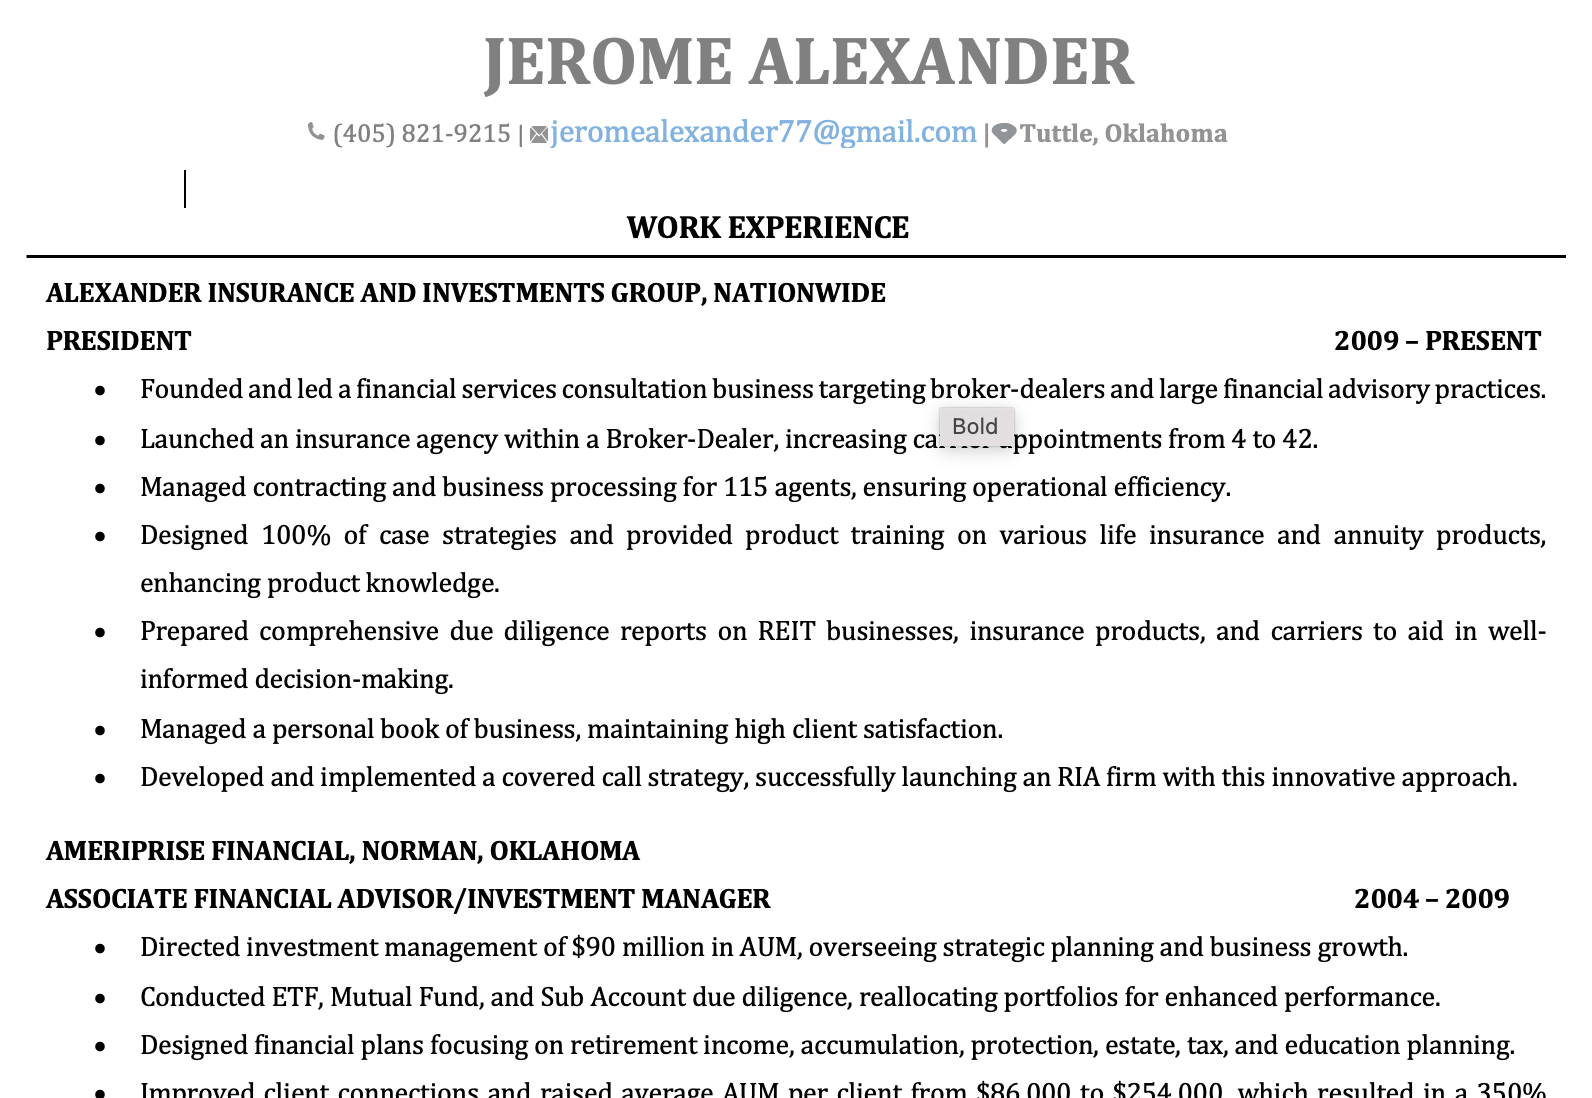 JEROME ALEXANDER
(405) 821-9215 | jeromealexander77@gmail.com | Tuttle, Oklahoma
WORK EXPERIENCE
ALEXANDER INSURANCE AND INVESTMENTS GROUP, NATIONWIDE
PRESIDENT 2009 – PRESENT
• Founded and led a financial services consultation business targeting broker-dealers and large financial advisory practices.
Bold
• Launched an insurance agency within a Broker-Dealer, increasing appointments from 4 to 42.
• Managed contracting and business processing for 115 agents, ensuring operational efficiency.
• Designed 100% of case strategies and provided product training on various life insurance and annuity products,
enhancing product knowledge.
• Prepared comprehensive due diligence reports on REIT businesses, insurance products, and carriers to aid in well-
informed decision-making.
• Managed a personal book of business, maintaining high client satisfaction.
• Developed and implemented a covered call strategy, successfully launching an RIA firm with this innovative approach.
AMERIPRISE FINANCIAL, NORMAN, OKLAHOMA
ASSOCIATE FINANCIAL ADVISOR/INVESTMENT MANAGER 2004 – 2009
• Directed investment management of $90 million in AUM, overseeing strategic planning and business growth.
• Conducted ETF, Mutual Fund, and Sub Account due diligence, reallocating portfolios for enhanced performance.
• Designed financial plans focusing on retirement income, accumulation, protection, estate, tax, and education planning.
• Improved client connections and raised average AUM per client from $86,000 to $254,000, which resulted in a 350%